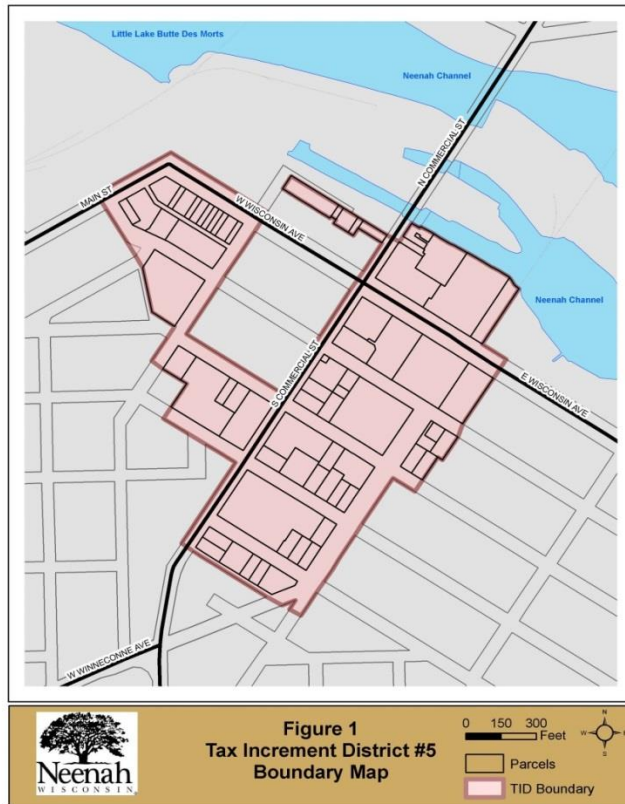 Little Lake Butte Des Morts
Neenah Channel
N COMMERCIAL ST
MAIN ST
W WISCONSIN AVE
Neenah Channel
S COMMERCIAL ST
E WISCONSIN AVE
W WINNECONNE AVE
Neenah
WISCONSIN
Figure 1
Tax Increment District #5
Boundary Map
0 150 300
Feet
Parcels
TID Boundary
N
W E
S